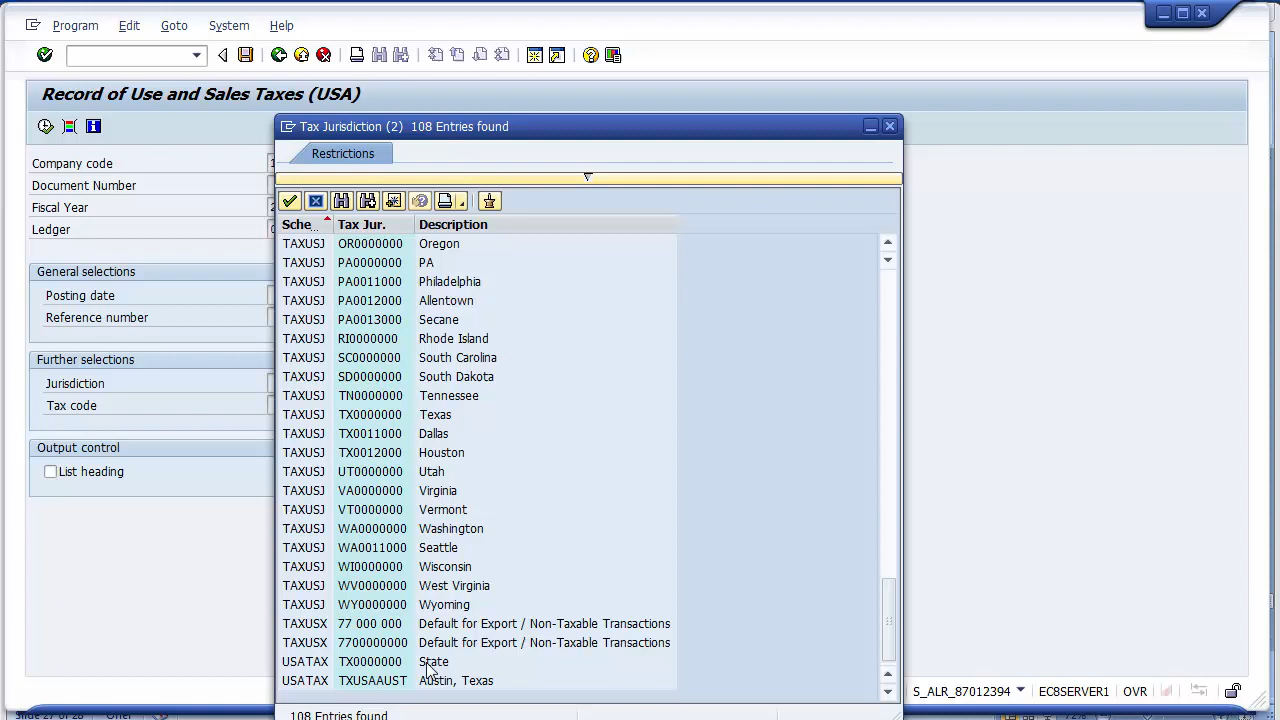 Program Edit Goto System Help
Record of Use and Sales Taxes (USA)
Tax Jurisdiction (2) 108 Entries found
Restrictions
Company code
Document Number
Fiscal Year
Ledger
General selections
Posting date
Reference number
Further selections
Jurisdiction
Tax code
Output control
List heading
Sche... Tax Jur. Description
TAXUSJ OR0000000 Oregon
TAXUSJ PA0000000 PA
TAXUSJ PA0011000 Philadelphia
TAXUSJ PA0012000 Allentown
TAXUSJ PA0013000 Secane
TAXUSJ RI0000000 Rhode Island
TAXUSJ SC0000000 South Carolina
TAXUSJ SD0000000 South Dakota
TAXUSJ TN0000000 Tennessee
TAXUSJ TX0000000 Texas
TAXUSJ TX0011000 Dallas
TAXUSJ TX0012000 Houston
TAXUSJ UT0000000 Utah
TAXUSJ VA0000000 Virginia
TAXUSJ VT0000000 Vermont
TAXUSJ WA0000000 Washington
TAXUSJ WA0011000 Seattle
TAXUSJ WI0000000 Wisconsin
TAXUSJ WV0000000 West Virginia
TAXUSJ WY0000000 Wyoming
TAXUSX 77 000 000 Default for Export / Non-Taxable Transactions
TAXUSX 7700000000 Default for Export / Non-Taxable Transactions
USATAX TX0000000 State
USATAX TXUSAAUST Austin, Texas
108 Entries found
S_ALR_87012394 EC8SERVER1 OVR
Slide 27 of 28
72%